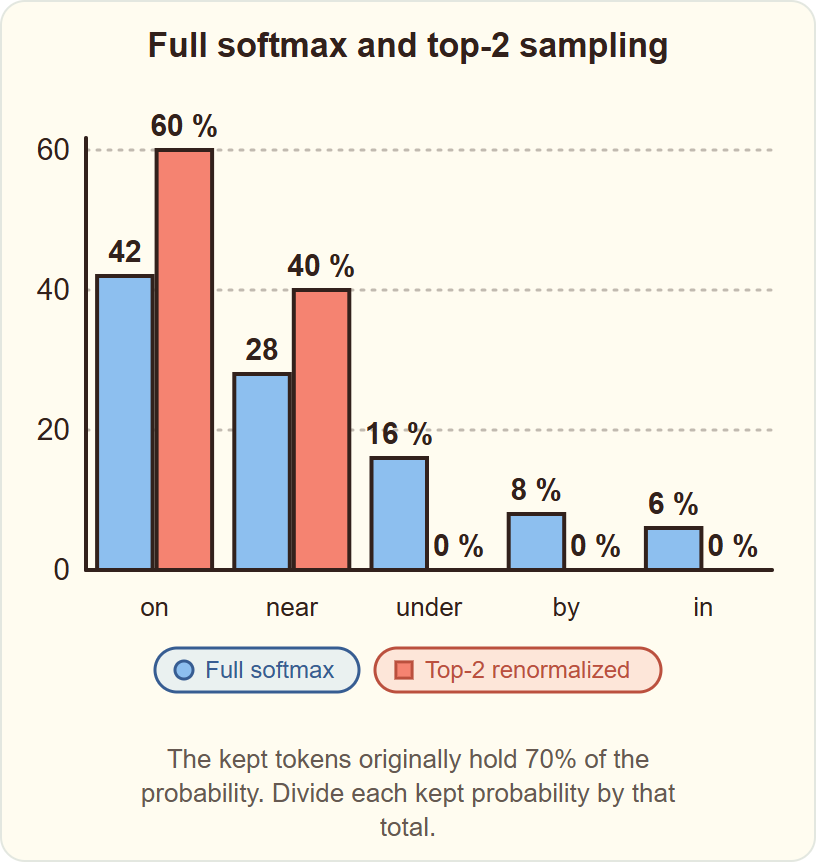 Full softmax and top-2 sampling
60 %
60
42
40 %
40
28
20
16 %
8 %
6 %
0 %
0 %
0 %
0
on
near
under
by
in
Full softmax
Top-2 renormalized
The kept tokens originally hold 70% of the
probability. Divide each kept probability by that
total.